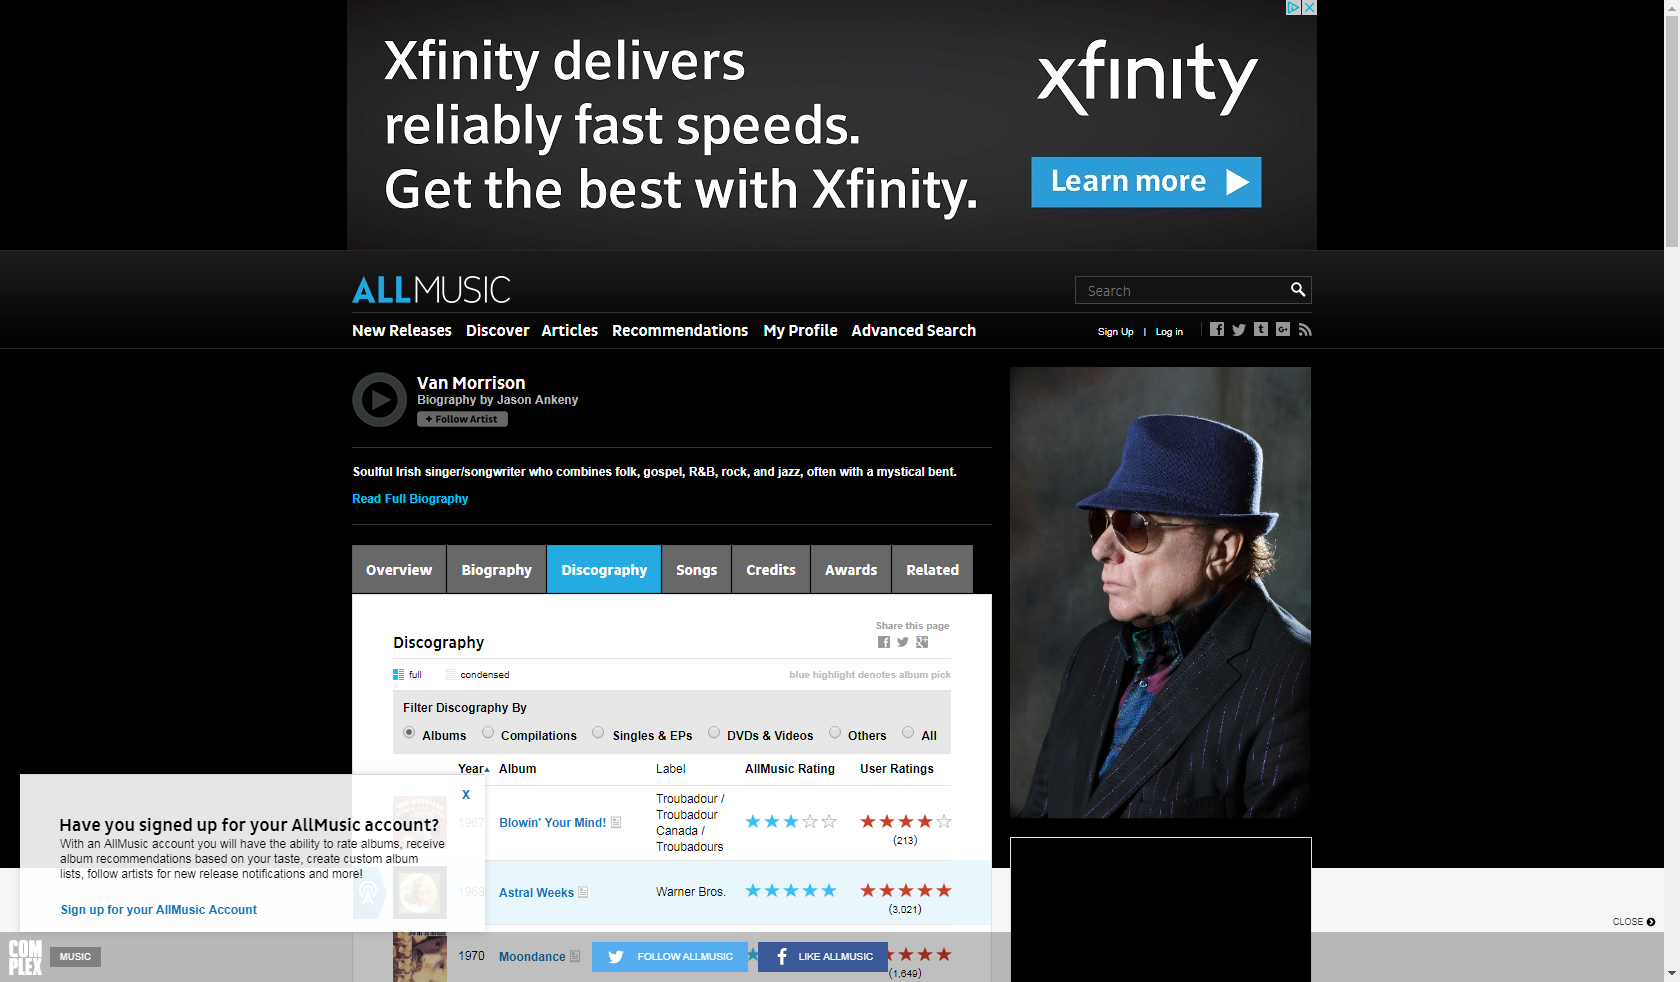 Xfinity delivers
reliably fast speeds.
Get the best with Xfinity.
xfinity
Learn more
ALLMUSIC
Search
New Releases Discover Articles Recommendations My Profile Advanced Search
Sign Up | Log in
Van Morrison
Biography by Jason Ankeny
+ Follow Artist
Soulful Irish singer/songwriter who combines folk, gospel, R&B, rock, and jazz, often with a mystical bent.
Read Full Biography
Overview Biography Discography Songs Credits Awards Related
Share this page
Discography
full condensed blue highlight denotes album pick
Filter Discography By
Albums Compilations Singles & EPs DVDs & Videos Others All
Year Album Label AllMusic Rating User Ratings
1967 Blowin' Your Mind!
Troubadour /
Troubadour
Canada /
Troubadours
(213)
1968 Astral Weeks Warner Bros.
(3,021)
1970 Moondance
(1,649)
X
Have you signed up for your AllMusic account?
With an AllMusic account you will have the ability to rate albums, receive
album recommendations based on your taste, create custom album
lists, follow artists for new release notifications and more!
Sign up for your AllMusic Account
CLOSE
COM
PLEX
MUSIC
FOLLOW ALLMUSIC
LIKE ALLMUSIC